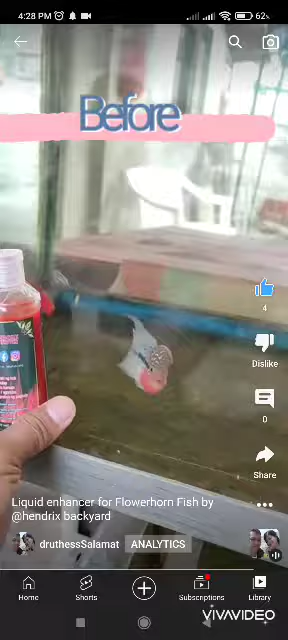 4:28 PM
62%
Before
4
Dislike
0
Share
Liquid enhancer for Flowerhorn Fish by
@hendrix backyard
druthessSalamat ANALYTICS
Home Shorts Subscriptions Library
VIVAVIDEO